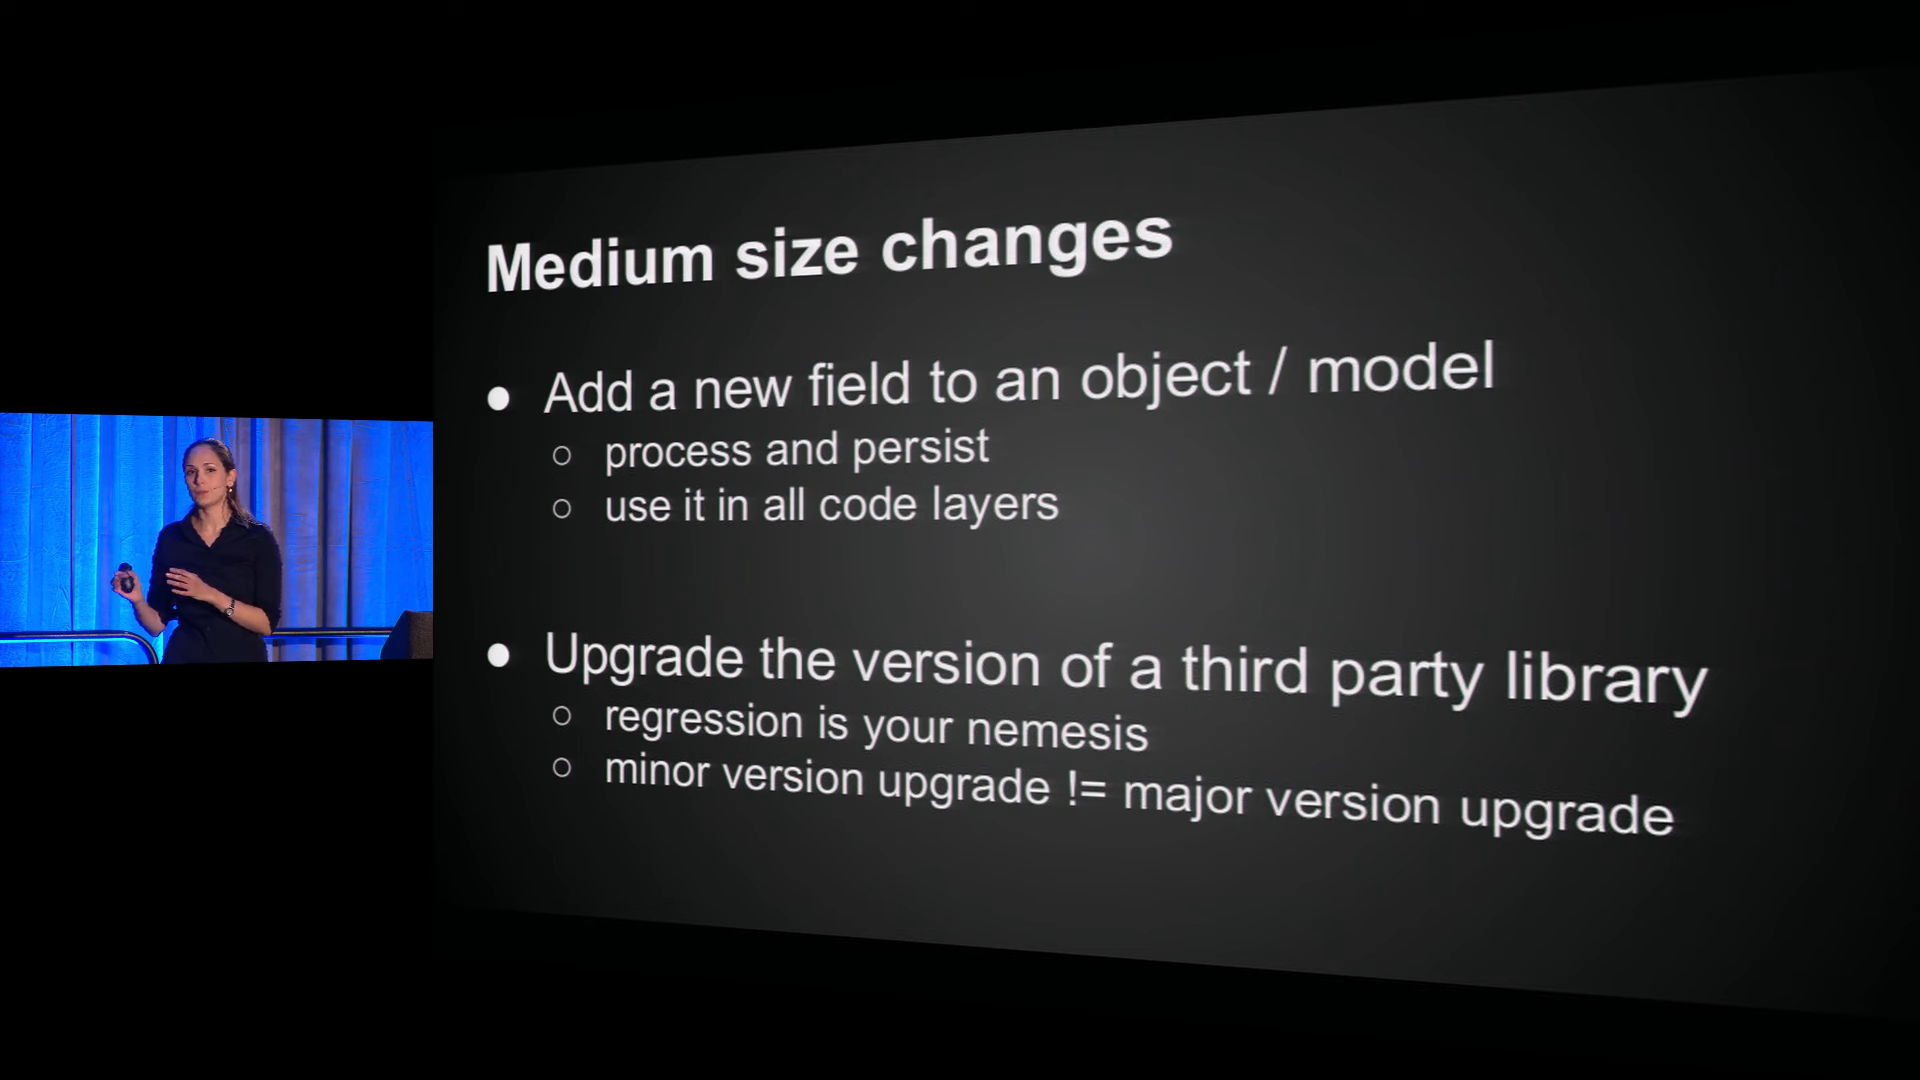 Medium size changes
● Add a new field to an object / model
○ process and persist
○ use it in all code layers
● Upgrade the version of a third party library
○ regression is your nemesis
○ minor version upgrade != major version upgrade